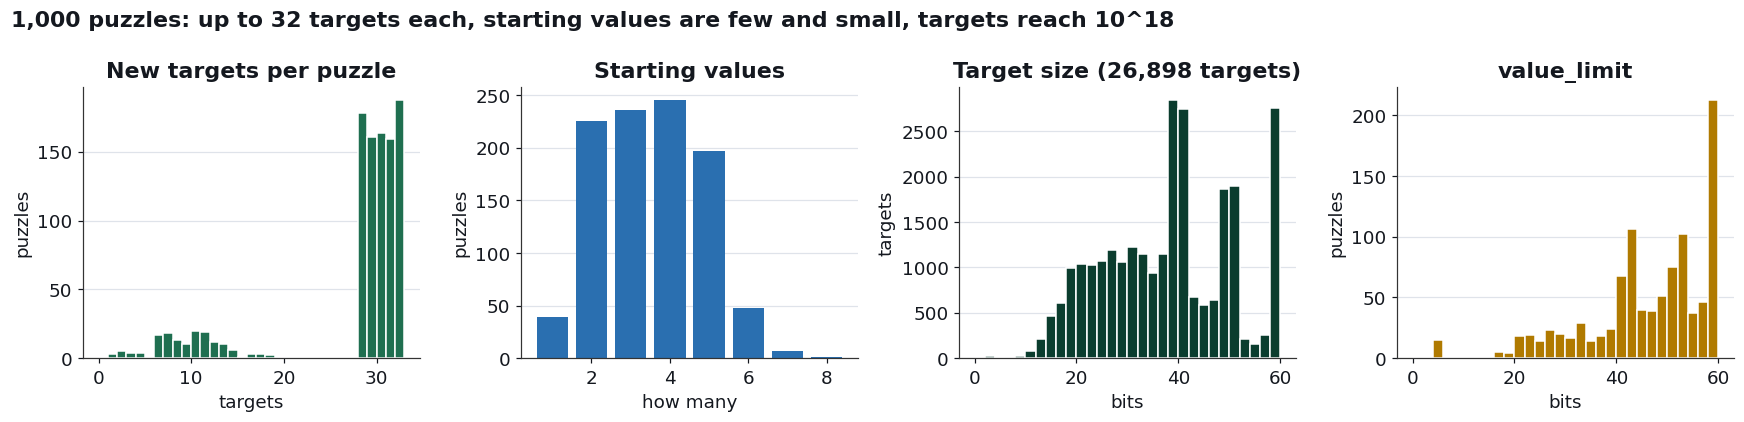 1,000 puzzles: up to 32 targets each, starting values are few and small, targets reach 10^18
New targets per puzzle
puzzles
150
100
50
0
0 10 20 30
targets
Starting values
puzzles
250
200
150
100
50
0
2 4 6 8
how many
Target size (26,898 targets)
targets
2500
2000
1500
1000
500
0
0 20 40 60
bits
value_limit
puzzles
200
150
100
50
0
0 20 40 60
bits